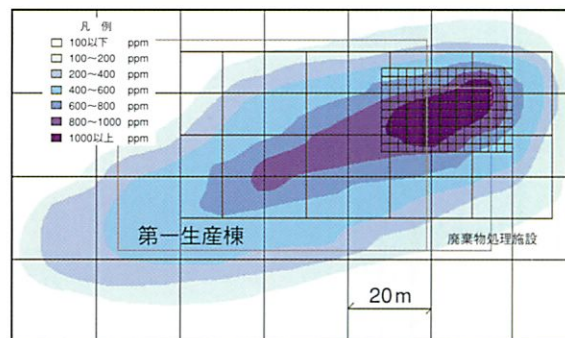 凡 例
100以下 ppm
100～200 ppm
200～400 ppm
400～600 ppm
600～800 ppm
800～1000 ppm
1000以上 ppm
第一生産棟
廃棄物処理施設
20m